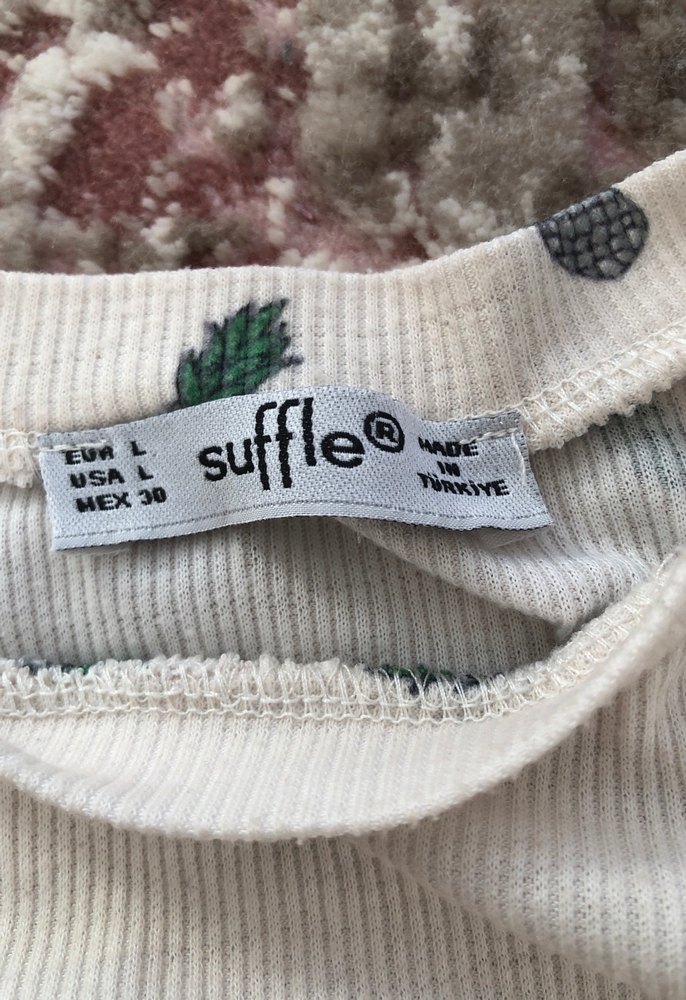 EUR L
USA L
MEX 30
suffle®
MADE
IN
TÜRKİYE